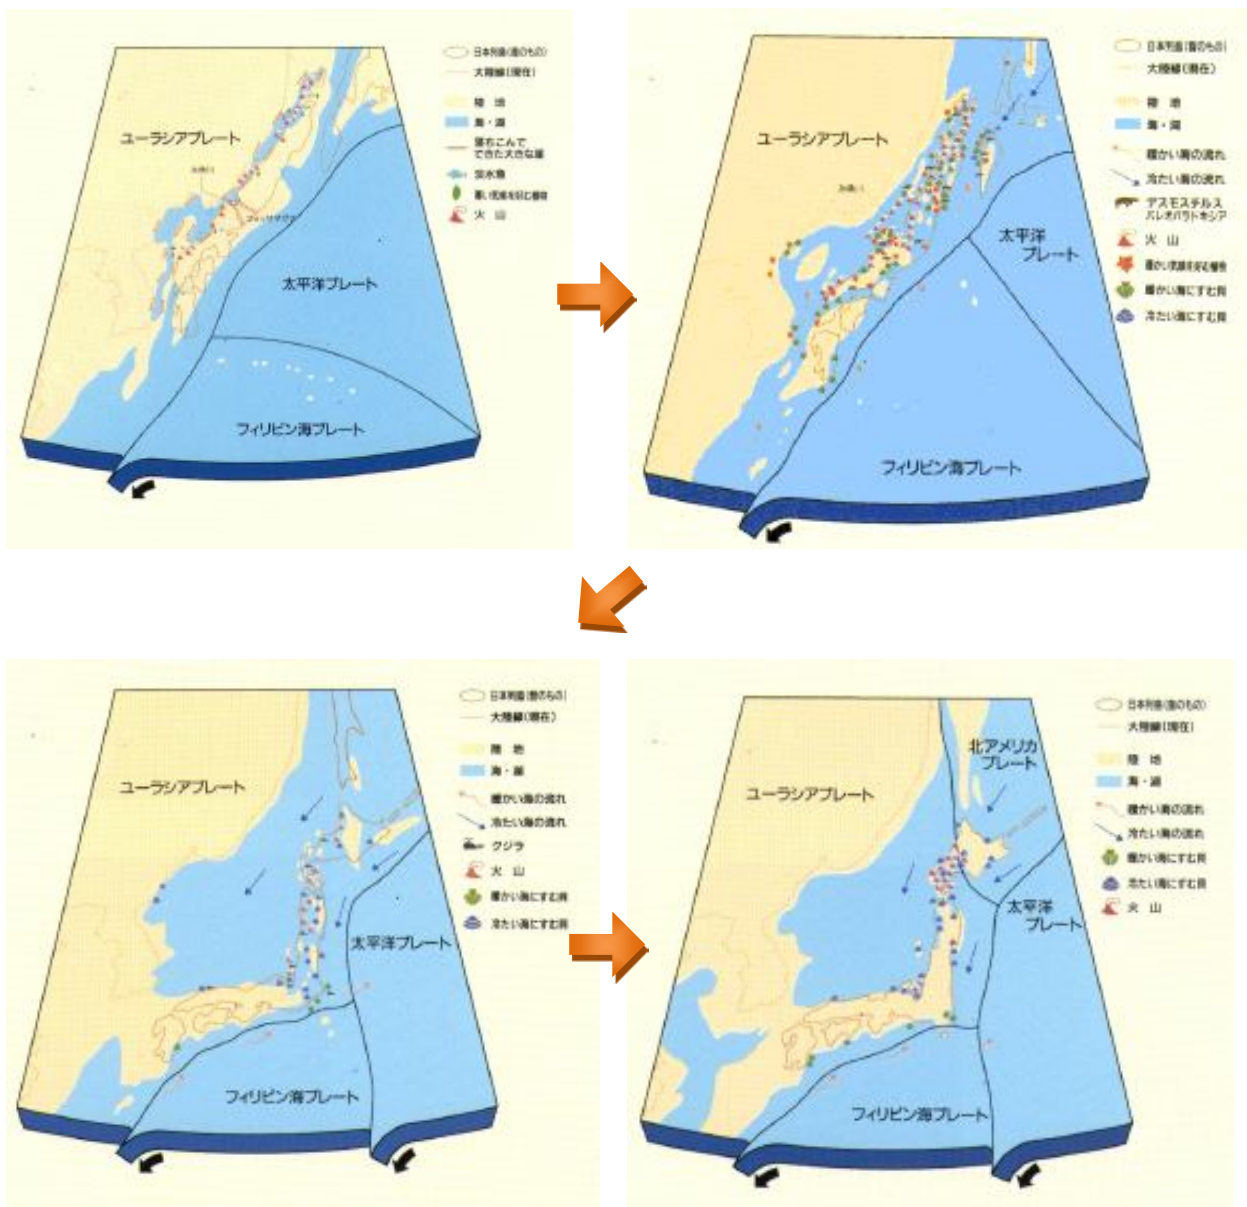 ユーラシアプレート
太平洋プレート
フィリピン海プレート
日本列島(昔のもの)
大陸線(現在)
陸 地
海・湖
落ちこんで
できた大きな崖
淡水魚
火 山
ユーラシアプレート
太平洋
プレート
フィリピン海プレート
日本列島(昔のもの)
大陸線(現在)
陸 地
海・湖
暖かい海の流れ
冷たい海の流れ
デスモスチルス
パレオパラドキシア
火 山
暖かい海にすむ貝
冷たい海にすむ貝
ユーラシアプレート
太平洋プレート
フィリピン海プレート
日本列島(昔のもの)
大陸線(現在)
陸 地
海・湖
暖かい海の流れ
冷たい海の流れ
クジラ
火 山
暖かい海にすむ貝
冷たい海にすむ貝
ユーラシアプレート
北アメリカ
プレート
太平洋
プレート
フィリピン海プレート
日本列島(昔のもの)
大陸線(現在)
陸 地
海・湖
暖かい海の流れ
冷たい海の流れ
暖かい海にすむ貝
冷たい海にすむ貝
火 山